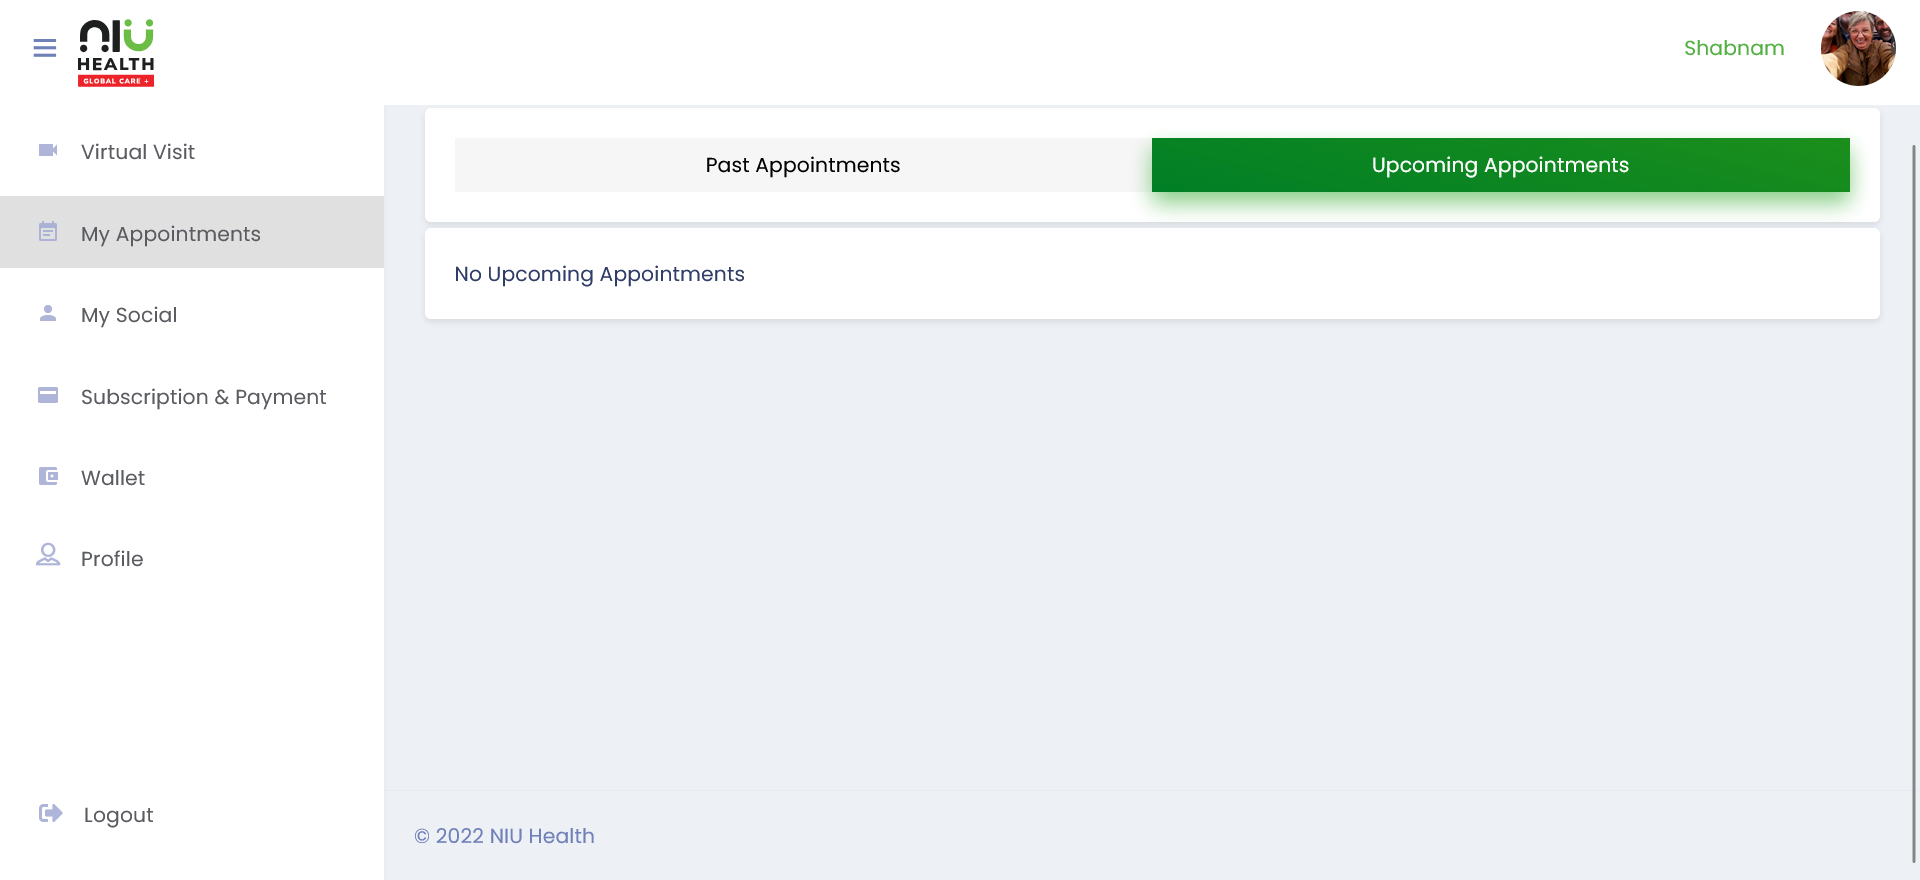 NIU
HEALTH
GLOBAL CARE +
Shabnam
Virtual Visit
My Appointments
My Social
Subscription & Payment
Wallet
Profile
Logout
Past Appointments
Upcoming Appointments
No Upcoming Appointments
© 2022 NIU Health